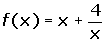 f(x) = x + 4/x